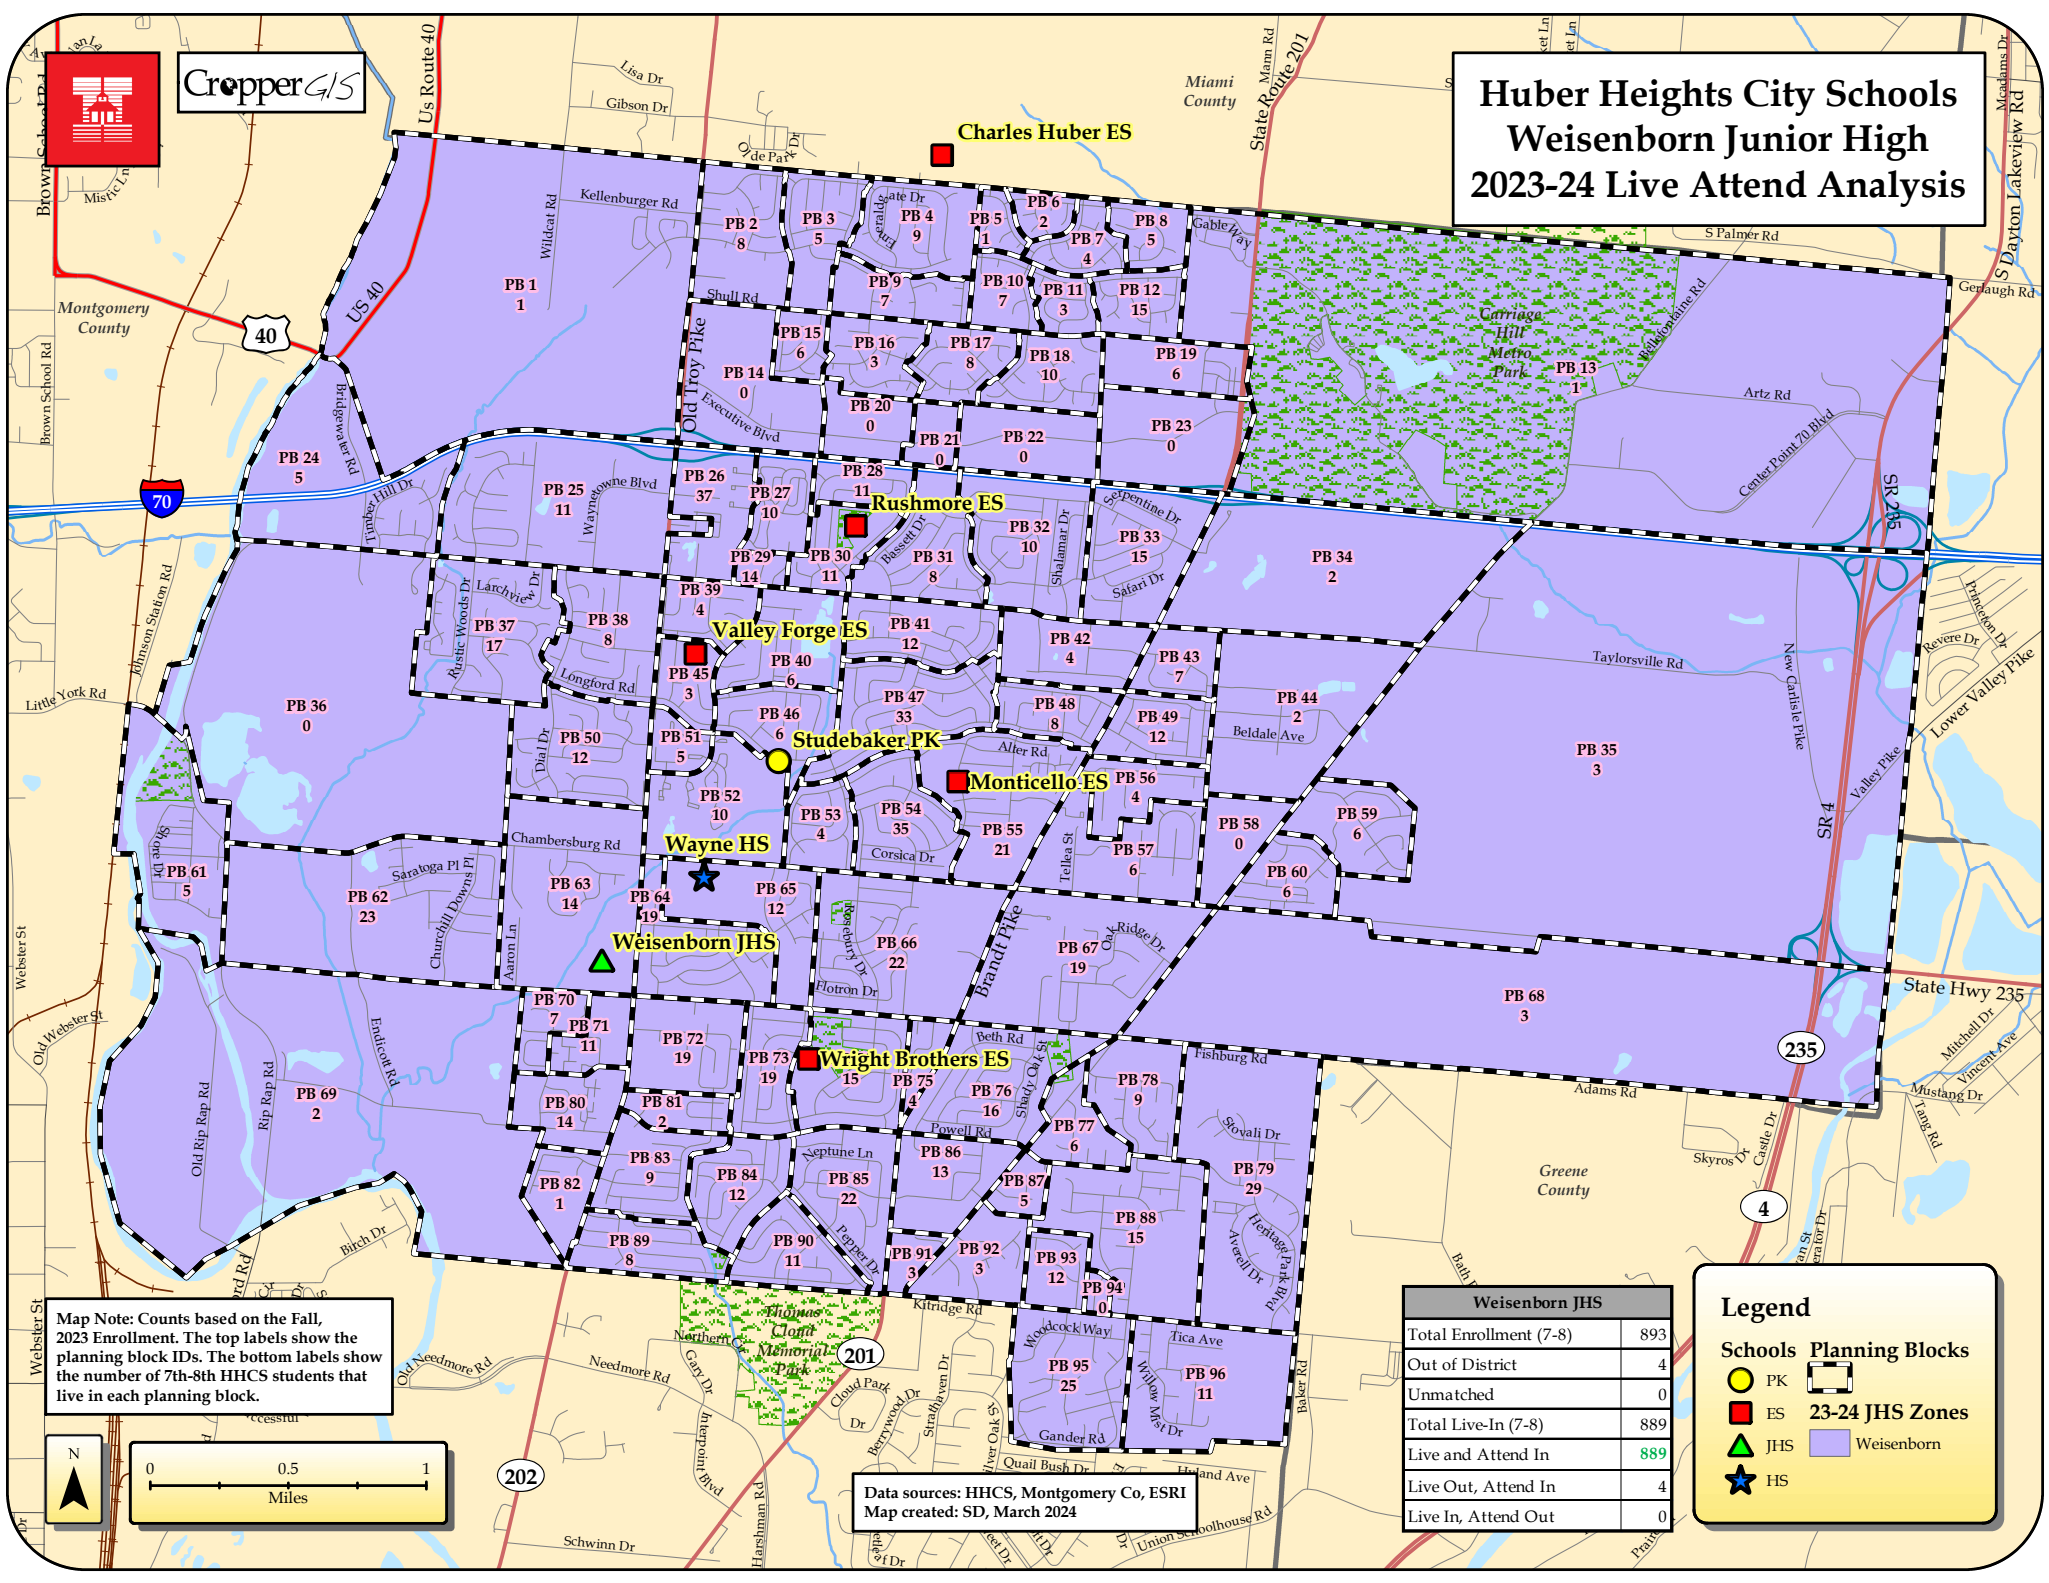 Huber Heights City Schools
Weisenborn Junior High
2023-24 Live Attend Analysis
Cropper GIS
Us Route 40
Lisa Dr
Gibson Dr
Olde Park Dr
Mann Rd
State Route 201
Miami
County
Mcadams Dr
S Dayton Lakeview Rd
Brown School Rd
Mistic Ln
Charles Huber ES
S Palmer Rd
Gerlaugh Rd
Kellenburger Rd
Wildcat Rd
Gable Way
Emerald
gate Dr
PB 1
1
PB 2
8
PB 3
5
PB 4
9
PB 5
1
PB 6
2
PB 7
4
PB 8
5
PB 9
7
PB 10
7
PB 11
3
PB 12
15
Carriage
Hill
Metro
Park
PB 13
1
Bellefontaine Rd
Artz Rd
Center Point 70 Blvd
SR 235
Montgomery
County
US 40
40
Shull Rd
Old Troy Pike
PB 14
0
PB 15
6
PB 16
3
PB 17
8
PB 18
10
PB 19
6
PB 20
0
PB 21
0
PB 22
0
PB 23
0
Executive Blvd
Brown School Rd
Bridgewater Rd
PB 24
5
70
Timber Hill Dr
PB 25
11
Waynetowne Blvd
PB 26
37
PB 27
10
PB 28
11
Rushmore ES
PB 29
14
PB 30
11
Bassett Dr
PB 31
8
PB 32
10
Shalamar Dr
Serpentine Dr
PB 33
15
Safari Dr
PB 34
2
PB 35
3
Taylorsville Rd
New Carlisle Pike
Princeton Dr
Revere Dr
Lower Valley Pike
Valley Pike
SR 4
Johnson Station Rd
Little York Rd
PB 36
0
PB 37
17
Larchview Dr
Rustic Woods Dr
PB 38
8
Longford Rd
PB 39
4
Valley Forge ES
PB 40
6
PB 41
12
PB 42
4
PB 43
7
PB 44
2
Beldale Ave
PB 45
3
PB 46
6
PB 47
33
PB 48
8
PB 49
12
Dial Dr
PB 50
12
PB 51
5
Studebaker PK
Alter Rd
Monticello ES
PB 52
10
PB 53
4
PB 54
35
Corsica Dr
PB 55
21
PB 56
4
Tellea St
PB 57
6
PB 58
0
PB 59
6
PB 60
6
Shore Dr
PB 61
5
PB 62
23
Saratoga Pl
Churchill Downs Pl
Chambersburg Rd
Aaron Ln
PB 63
14
Wayne HS
PB 64
19
PB 65
12
Weisenborn JHS
Rosebury Dr
PB 66
22
Flotron Dr
Brandt Pike
PB 67
19
Oak Ridge Dr
PB 68
3
State Hwy 235
Mitchell Dr
Vincent Ave
Mustang Dr
Tang Rd
235
Webster St
Old Webster St
PB 69
2
Old Rip Rap Rd
Rip Rap Rd
Endicott Rd
PB 70
7
PB 71
11
PB 72
19
PB 73
19
Wright Brothers ES
15
PB 75
4
PB 76
16
Beth Rd
Shady Oak St
Powell Rd
PB 77
6
PB 78
9
Fishburg Rd
Stovali Dr
PB 79
29
Heritage Park Blvd
Averell Dr
Adams Rd
Skyros Dr
Castle Dr
Greene
County
4
PB 80
14
PB 81
2
PB 82
1
PB 83
9
PB 84
12
Neptune Ln
PB 85
22
Pepper Dr
PB 86
13
PB 87
5
PB 88
15
PB 89
8
PB 90
11
PB 91
3
PB 92
3
PB 93
12
PB 94
0
Kitridge Rd
Woodcock Way
PB 95
25
Willow Mist Dr
Tica Ave
PB 96
11
Gander Rd
Quail Bush Dr
Hyland Ave
Union Schoolhouse Rd
Baker Rd
Birch Dr
Thomas
Cloud
Memorial
Park
201
Cloud Park
Dr
Berrywood Dr
Strathaven Dr
Needmore Rd
Old Needmore Rd
Gary Dr
Interpoint Blvd
Harshman Rd
202
Schwinn Dr
Webster St
Map Note: Counts based on the Fall,
2023 Enrollment. The top labels show the
planning block IDs. The bottom labels show
the number of 7th-8th HHCS students that
live in each planning block.
N
0 0.5 1
Miles
Data sources: HHCS, Montgomery Co, ESRI
Map created: SD, March 2024
Weisenborn JHS
Total Enrollment (7-8) 893
Out of District 4
Unmatched 0
Total Live-In (7-8) 889
Live and Attend In 889
Live Out, Attend In 4
Live In, Attend Out 0
Legend
Schools
PK
ES
JHS
HS
Planning Blocks
23-24 JHS Zones
Weisenborn